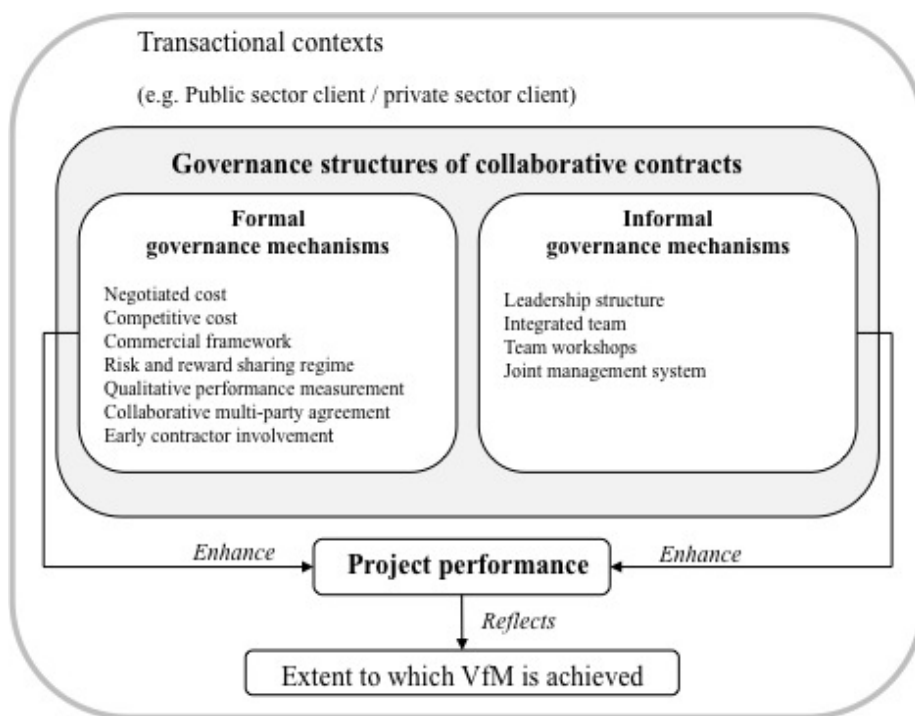 Transactional contexts
(e.g. Public sector client / private sector client)
Governance structures of collaborative contracts
Formal
governance mechanisms
Negotiated cost
Competitive cost
Commercial framework
Risk and reward sharing regime
Qualitative performance measurement
Collaborative multi-party agreement
Early contractor involvement
Informal
governance mechanisms
Leadership structure
Integrated team
Team workshops
Joint management system
Enhance
Project performance
Enhance
Reflects
Extent to which VfM is achieved